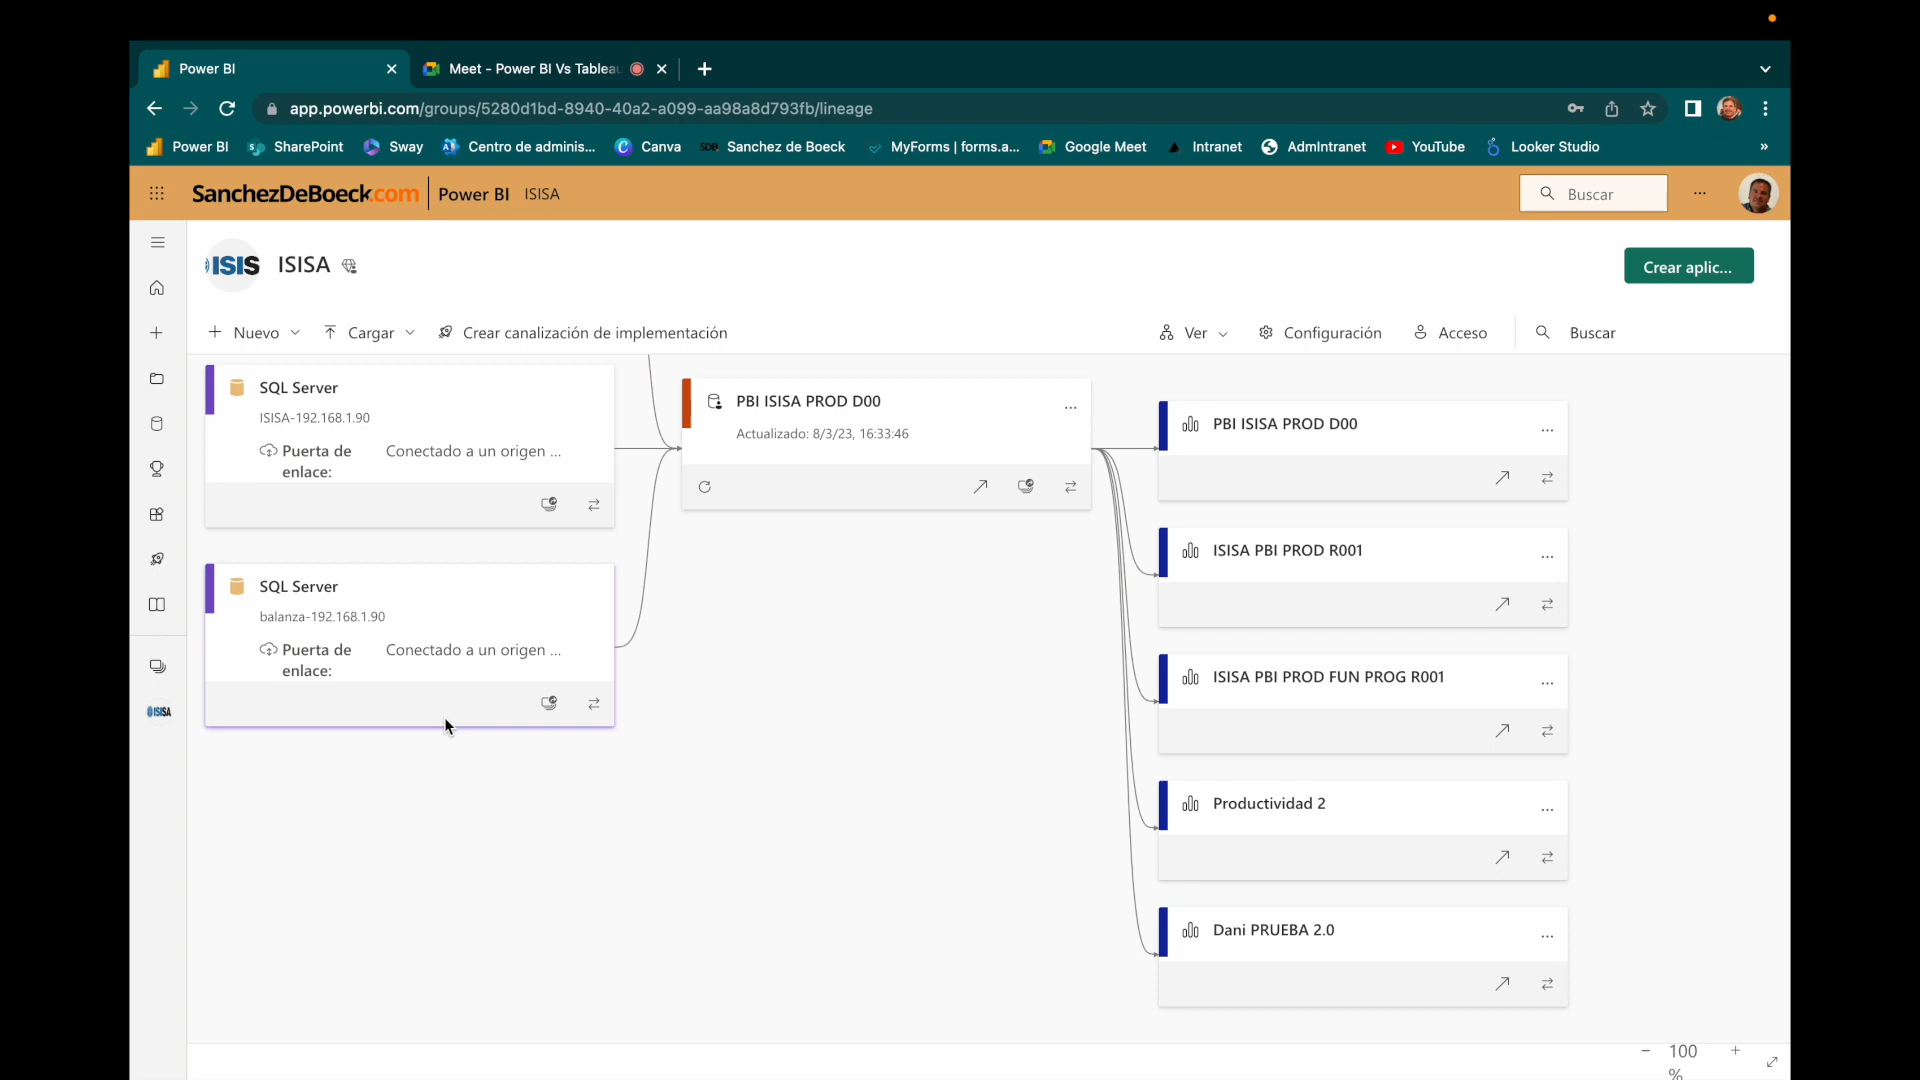 Power BI
Meet - Power BI Vs Tableau
app.powerbi.com/groups/5280d1bd-8940-40a2-a099-aa98a8d793fb/lineage
Power BI
SharePoint
Sway
Centro de adminis...
Canva
SDB
Sanchez de Boeck
MyForms | forms.a...
Google Meet
Intranet
AdmIntranet
YouTube
Looker Studio
»
SanchezDeBoeck.com
Power BI
ISISA
Buscar
...
ISIS
ISISA
Crear aplic...
Nuevo
Cargar
Crear canalización de implementación
Ver
Configuración
Acceso
Buscar
SQL Server
ISISA-192.168.1.90
Puerta de enlace:
Conectado a un origen ...
SQL Server
balanza-192.168.1.90
Puerta de enlace:
Conectado a un origen ...
ISISA
PBI ISISA PROD D00
...
Actualizado: 8/3/23, 16:33:46
PBI ISISA PROD D00
...
ISISA PBI PROD R001
...
ISISA PBI PROD FUN PROG R001
...
Productividad 2
...
Dani PRUEBA 2.0
...
− 100 % +